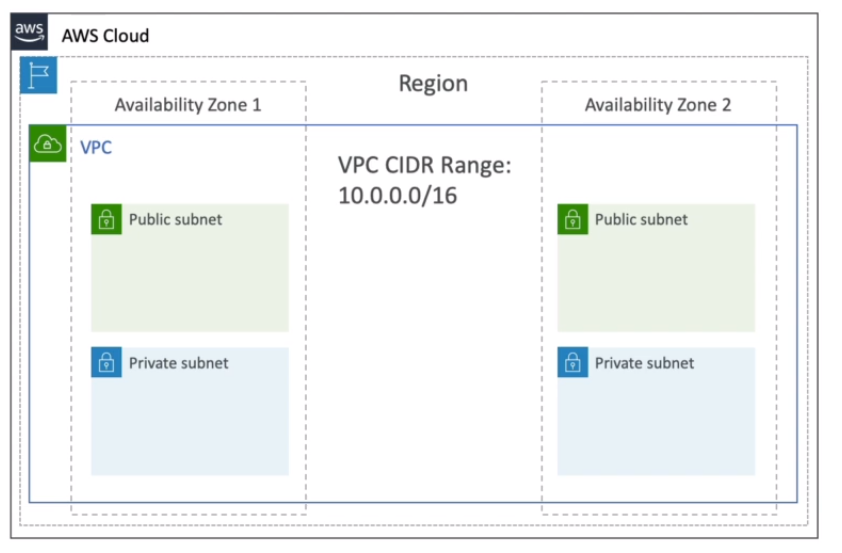 aws
AWS Cloud
Region
Availability Zone 1
Availability Zone 2
VPC
VPC CIDR Range:
10.0.0.0/16
Public subnet
Public subnet
Private subnet
Private subnet